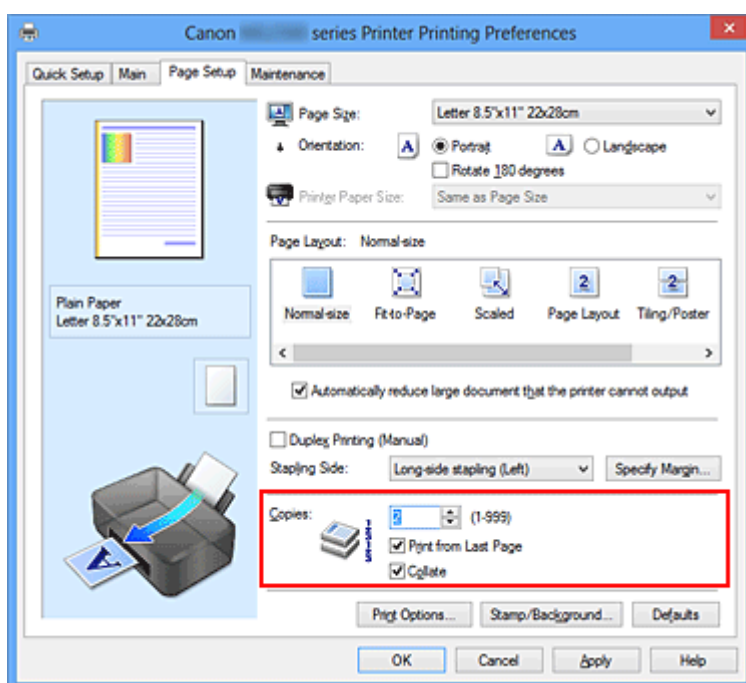 Canon series Printer Printing Preferences
Quick Setup Main Page Setup Maintenance
Page Size: Letter 8.5"x11" 22x28cm
Orientation: A Portrait A Landscape
Rotate 180 degrees
Printer Paper Size: Same as Page Size
Page Layout: Normal-size
2 2
Normal-size Fit-to-Page Scaled Page Layout Tiling/Poster
Plain Paper
Letter 8.5"x11" 22x28cm
Automatically reduce large document that the printer cannot output
Duplex Printing (Manual)
Stapling Side: Long-side stapling (Left) Specify Margin...
Copies: 2 (1-999)
Print from Last Page
Collate
A
Print Options... Stamp/Background... Defaults
OK Cancel Apply Help